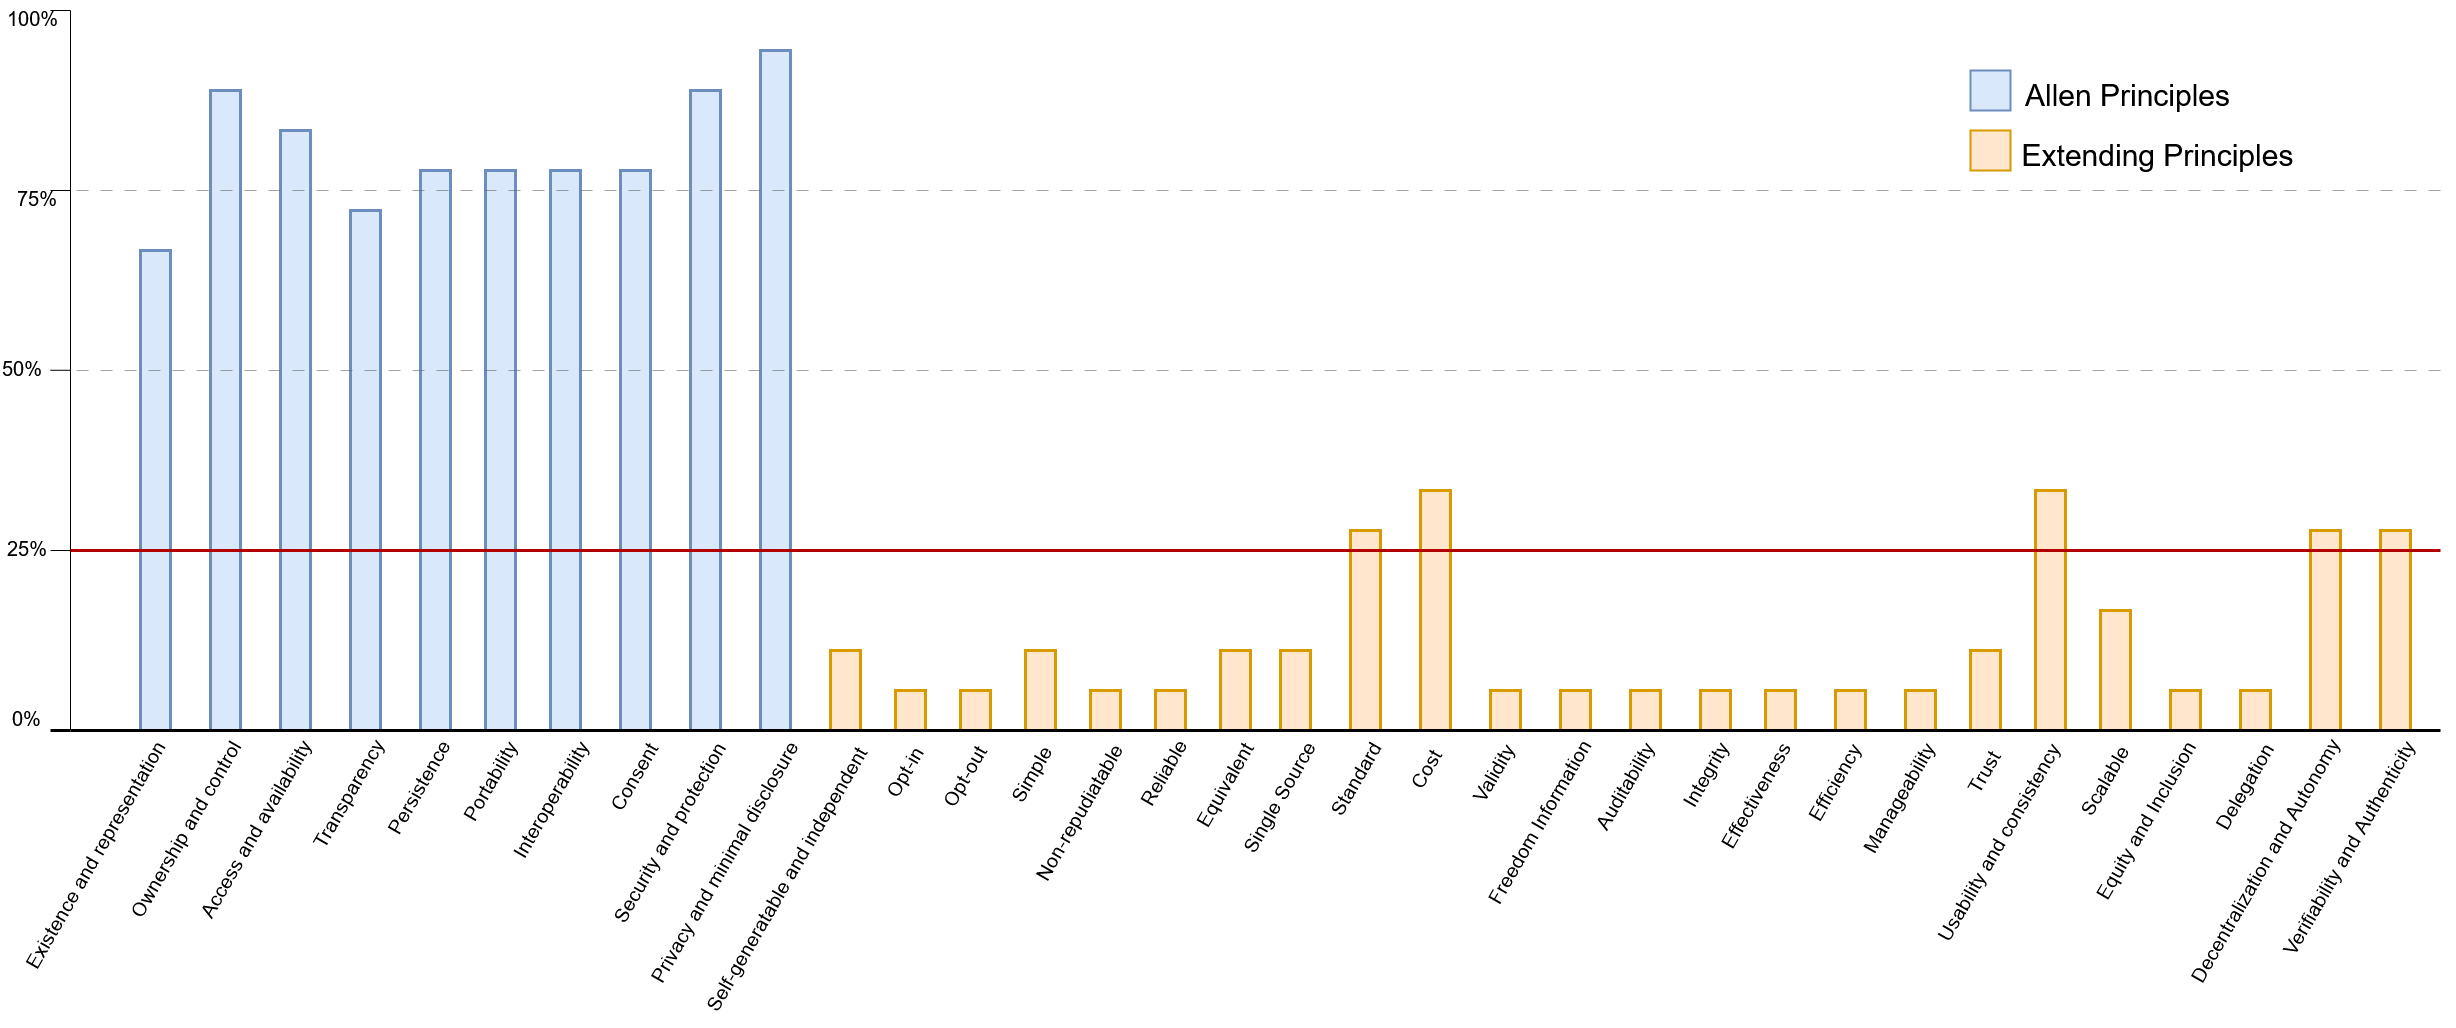 100%
75%
50%
25%
0%
Allen Principles
Extending Principles
Existence and representation
Ownership and control
Access and availability
Transparency
Persistence
Portability
Interoperability
Consent
Security and protection
Privacy and minimal disclosure
Self-generatable and independent
Opt-in
Opt-out
Simple
Non-repudiatable
Reliable
Equivalent
Single Source
Standard
Cost
Validity
Freedom Information
Auditability
Integrity
Effectiveness
Efficiency
Manageability
Trust
Usability and consistency
Scalable
Equity and Inclusion
Delegation
Decentralization and Autonomy
Verifiability and Authenticity